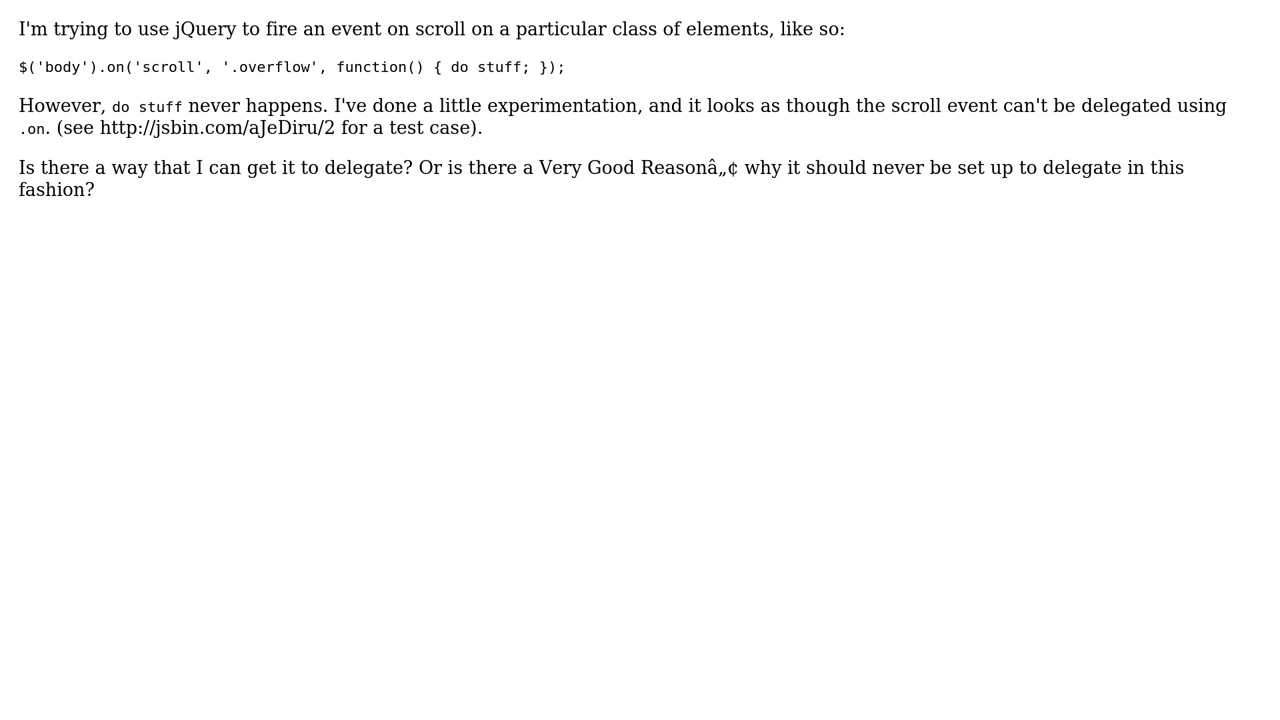 I'm trying to use jQuery to fire an event on scroll on a particular class of elements, like so:
$('body').on('scroll', '.overflow', function() { do stuff; });
However, do stuff never happens. I've done a little experimentation, and it looks as though the scroll event can't be delegated using
.on. (see http://jsbin.com/aJeDiru/2 for a test case).
Is there a way that I can get it to delegate? Or is there a Very Good Reasonâ„¢ why it should never be set up to delegate in this
fashion?